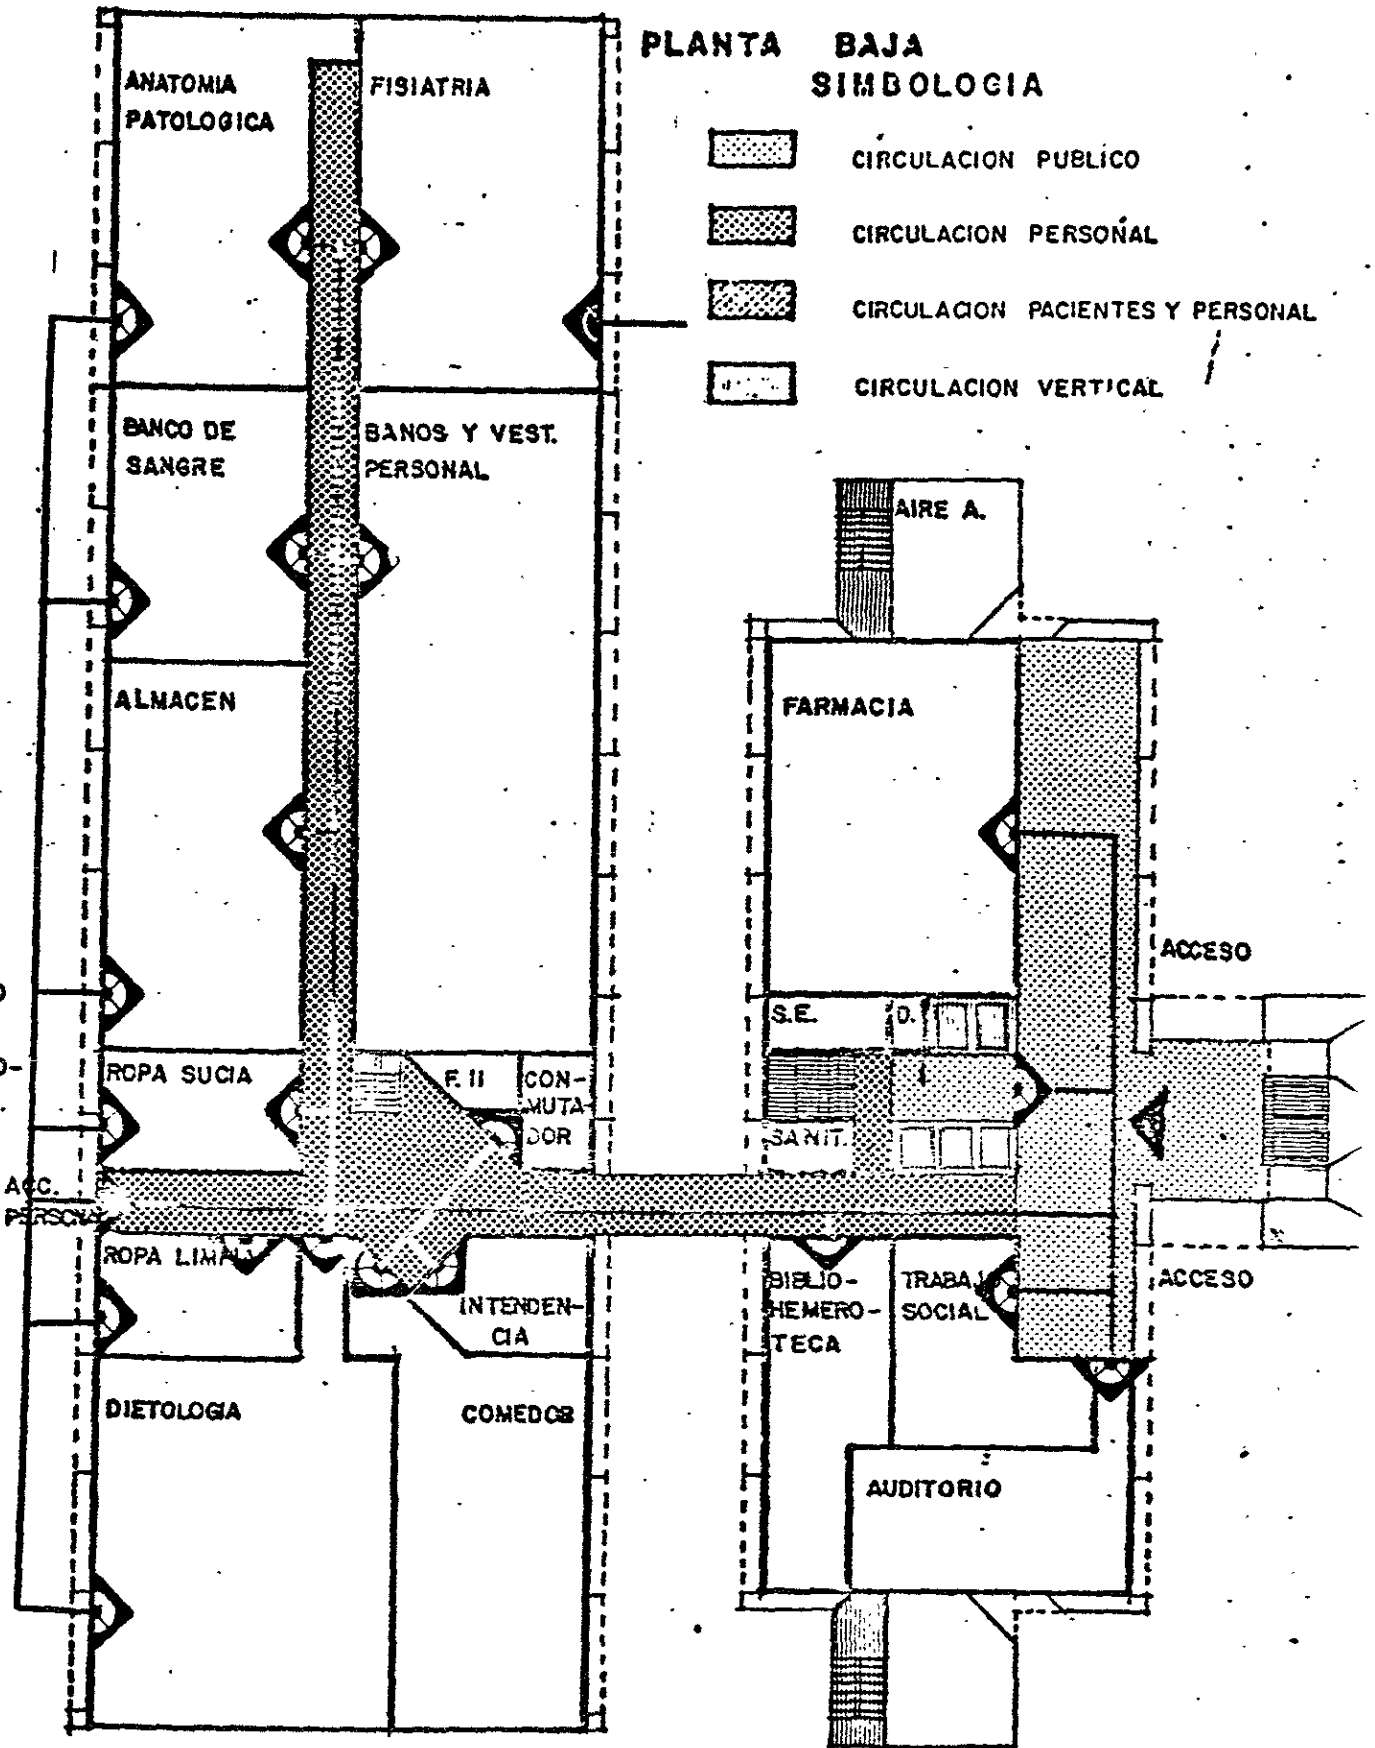 PLANTA BAJA
SIMBOLOGIA
CIRCULACION PUBLICO
CIRCULACION PERSONAL
CIRCULACION PACIENTES Y PERSONAL
CIRCULACION VERTICAL
ANATOMIA
PATOLOGICA
FISIATRIA
BANCO DE
SANGRE
BANOS Y VEST.
PERSONAL
ALMACEN
ROPA SUCIA
F. II
CON-
MUTA-
DOR
ACC.
ROPA
INTENDEN-
CIA
DIETOLOGIA
COMEDOR
AIRE A.
FARMACIA
ACCESO
S.E.
D.
SANIT.
BIBLIO-
HEMERO-
TECA
SOCIAL
ACCESO
AUDITORIO